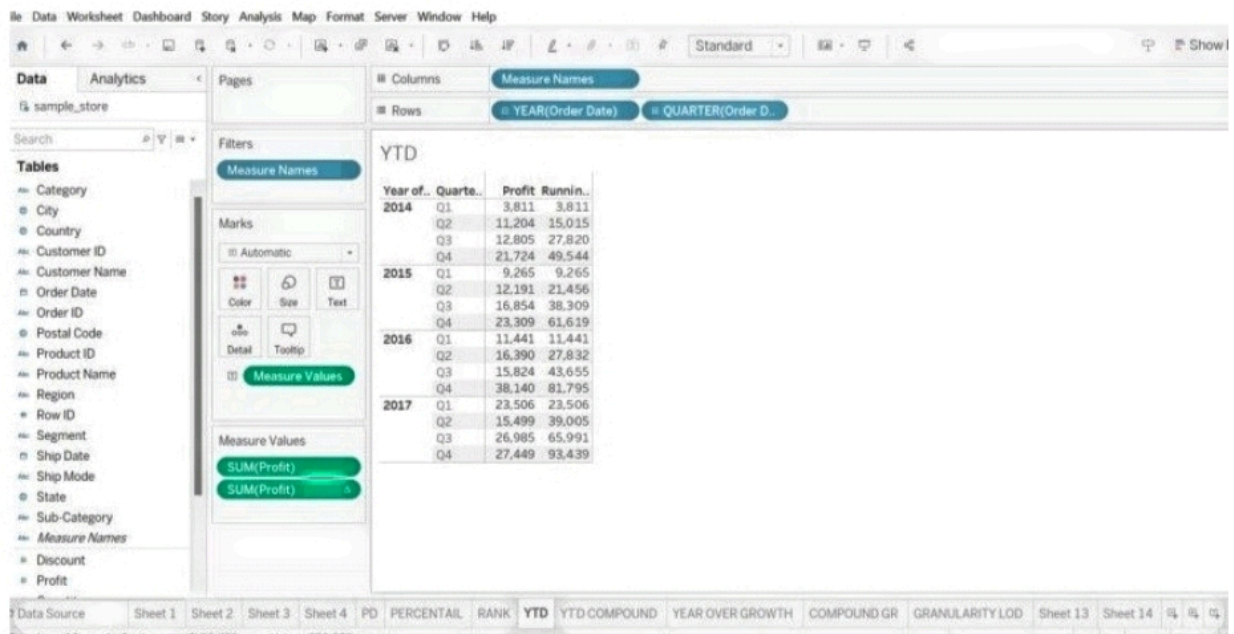 ile Data Worksheet Dashboard Story Analysis Map Format Server Window Help
Standard
Show
Data Analytics
sample_store
Search
Tables
Category
City
Country
Customer ID
Customer Name
Order Date
Order ID
Postal Code
Product ID
Product Name
Region
Row ID
Segment
Ship Date
Ship Mode
State
Sub-Category
Measure Names
Discount
Profit
Pages
Filters
Measure Names
Marks
Automatic
Color Size Text
Detail Tooltip
Measure Values
Measure Values
SUM(Profit)
SUM(Profit)
Columns Measure Names
Rows YEAR(Order Date) QUARTER(Order D..
YTD
Year of.. Quarte.. Profit Runnin..
2014 Q1 3,811 3,811
Q2 11,204 15,015
Q3 12,805 27,820
Q4 21,724 49,544
2015 Q1 9,265 9,265
Q2 12,191 21,456
Q3 16,854 38,309
Q4 23,309 61,619
2016 Q1 11,441 11,441
Q2 16,390 27,832
Q3 15,824 43,655
Q4 38,140 81,795
2017 Q1 23,506 23,506
Q2 15,499 39,005
Q3 26,985 65,991
Q4 27,449 93,439
Data Source Sheet 1 Sheet 2 Sheet 3 Sheet 4 PD PERCENTAIL RANK YTD YTD COMPOUND YEAR OVER GROWTH COMPOUND GR GRANULARITY LOD Sheet 13 Sheet 14